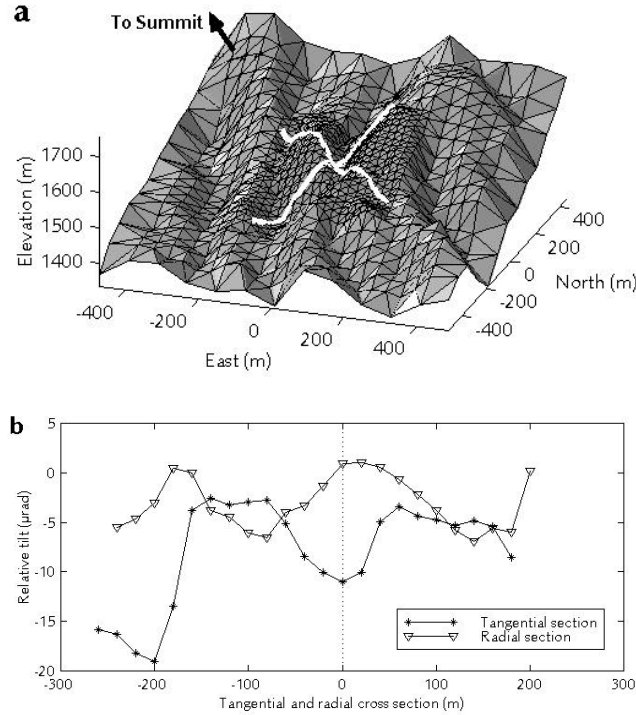 a
To Summit
Elevation (m)
1700
1600
1500
1400
-400
-200
0
200
400
East (m)
400
200
0
-200
-400
North (m)
b
Relative tilt (μrad)
5
0
-5
-10
-15
-20
-300
-200
-100
0
100
200
300
Tangential section
Radial section
Tangential and radial cross section (m)